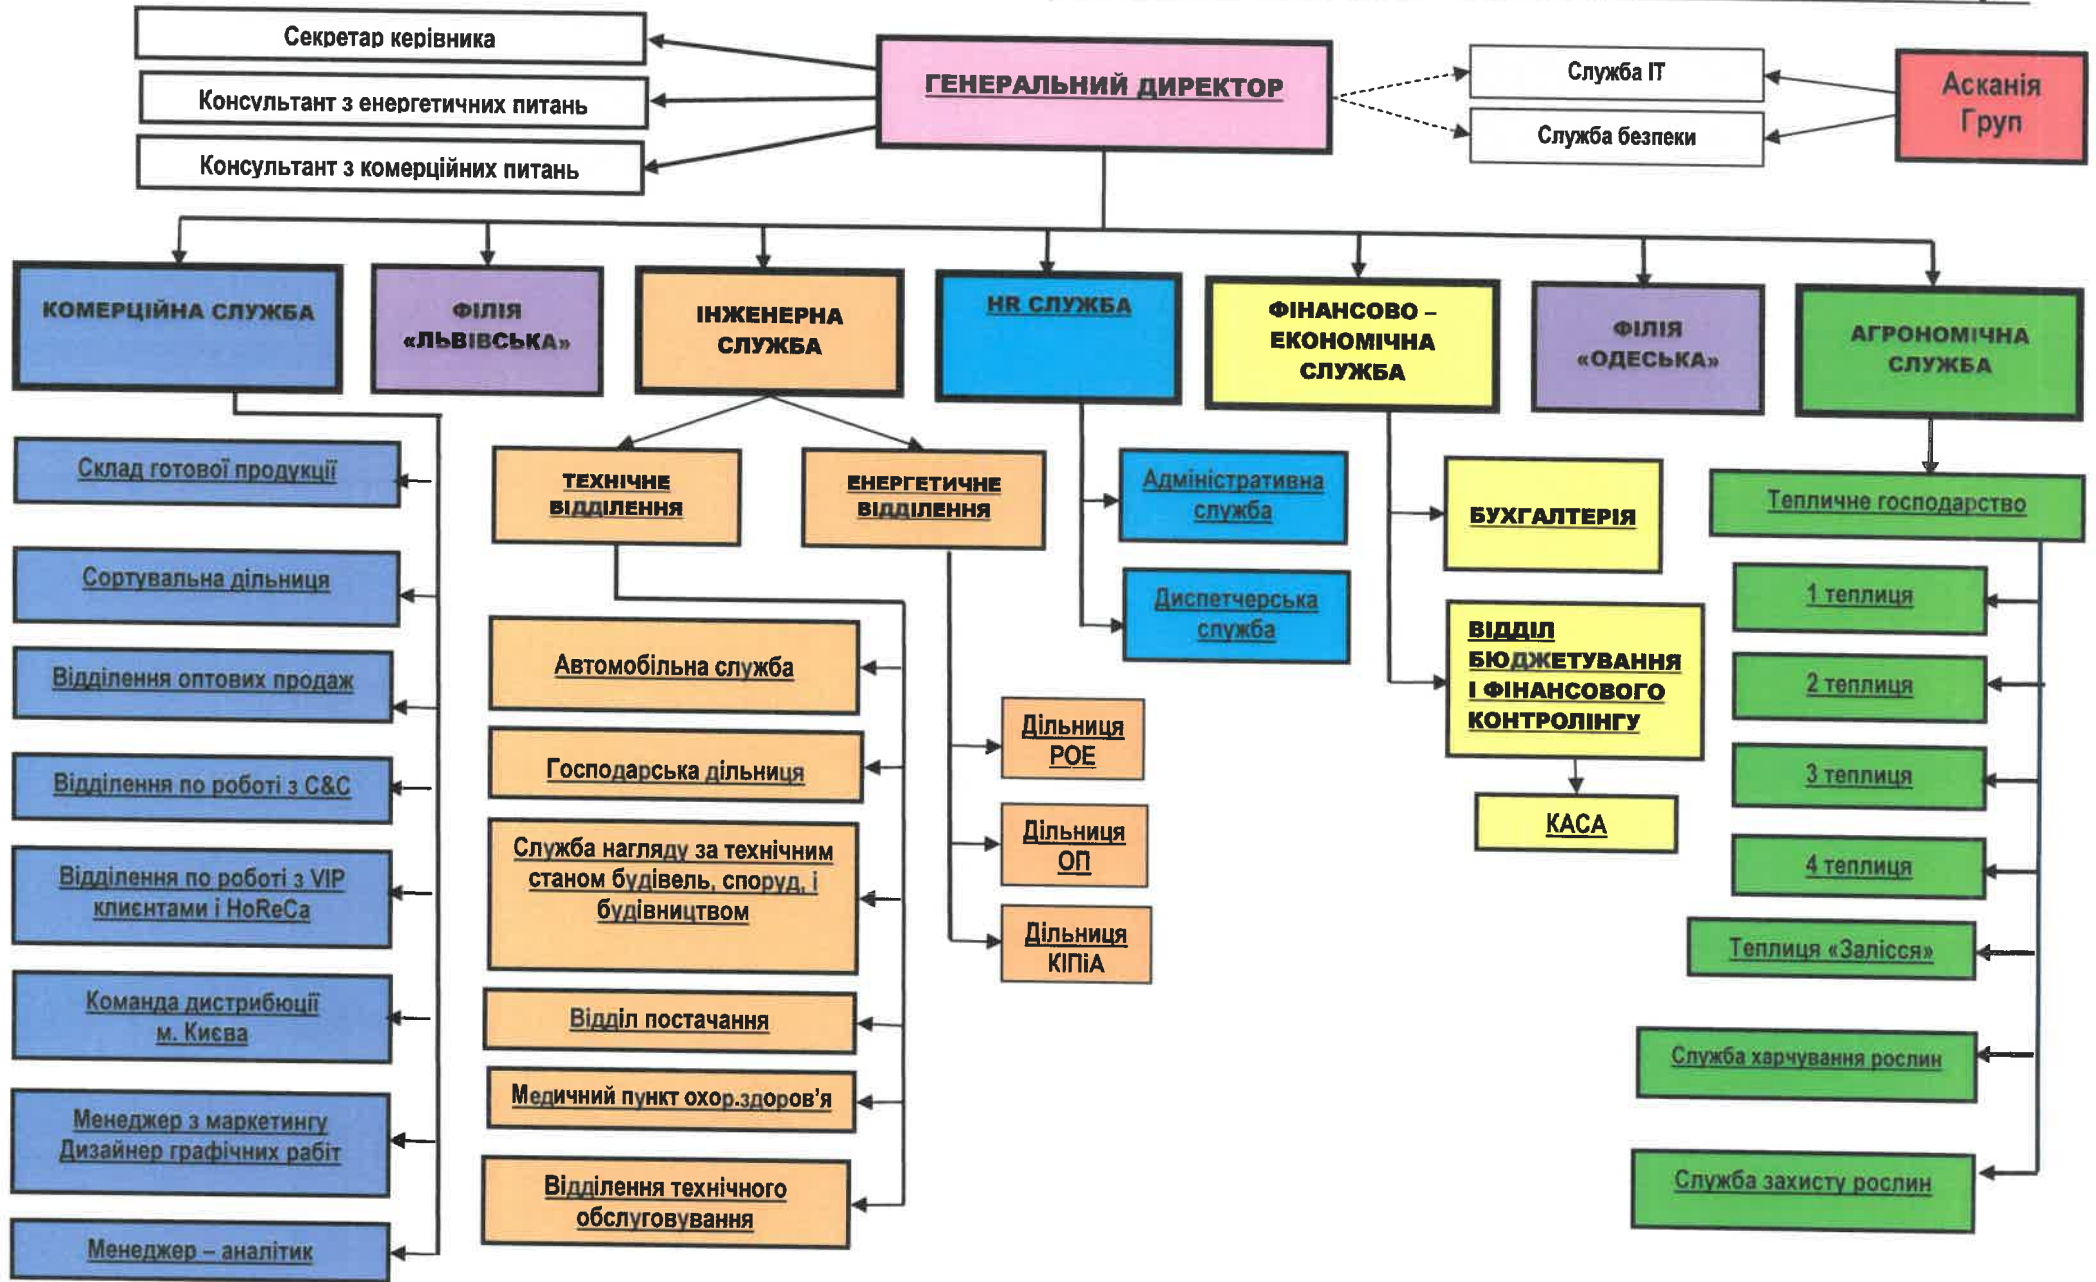 Секретар керівника
Консультант з енергетичних питань
Консультант з комерційних питань
ГЕНЕРАЛЬНИЙ ДИРЕКТОР
Служба ІТ
Служба безпеки
Асканія
Груп
КОМЕРЦІЙНА СЛУЖБА
ФІЛІЯ
«ЛЬВІВСЬКА»
ІНЖЕНЕРНА
СЛУЖБА
HR СЛУЖБА
ФІНАНСОВО –
ЕКОНОМІЧНА
СЛУЖБА
ФІЛІЯ
«ОДЕСЬКА»
АГРОНОМІЧНА
СЛУЖБА
Склад готової продукції
Сортувальна дільниця
Відділення оптових продаж
Відділення по роботі з C&C
Відділення по роботі з VIP
клиєнтами і HoReCa
Команда дистрибюції
м. Києва
Менеджер з маркетингу
Дизайнер графічних рабіт
Менеджер – аналітик
ТЕХНІЧНЕ
ВІДДІЛЕННЯ
ЕНЕРГЕТИЧНЕ
ВІДДІЛЕННЯ
Автомобільна служба
Господарська дільниця
Служба нагляду за технічним
станом будівель, споруд, і
будівництвом
Відділ постачання
Медичний пункт охор.здоров’я
Відділення технічного
обслуговування
Дільниця
РОЕ
Дільниця
ОП
Дільниця
КІПіА
Адміністративна
служба
Диспетчерська
служба
БУХГАЛТЕРІЯ
ВІДДІЛ
БЮДЖЕТУВАННЯ
І ФІНАНСОВОГО
КОНТРОЛІНГУ
КАСА
Тепличне господарство
1 теплиця
2 теплиця
3 теплиця
4 теплиця
Теплиця «Залісся»
Служба харчування рослин
Служба захисту рослин